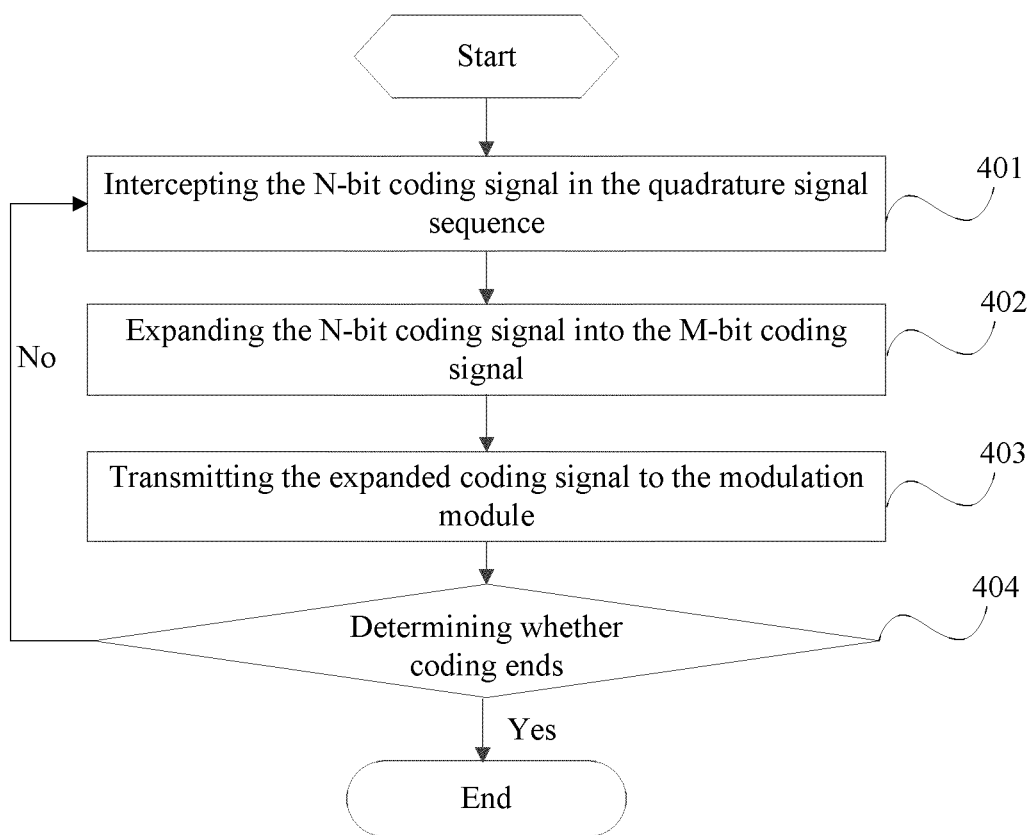 Start
Intercepting the N-bit coding signal in the quadrature signal
sequence
401
Expanding the N-bit coding signal into the M-bit coding
signal
402
No
Transmitting the expanded coding signal to the modulation
module
403
Determining whether
coding ends
404
Yes
End